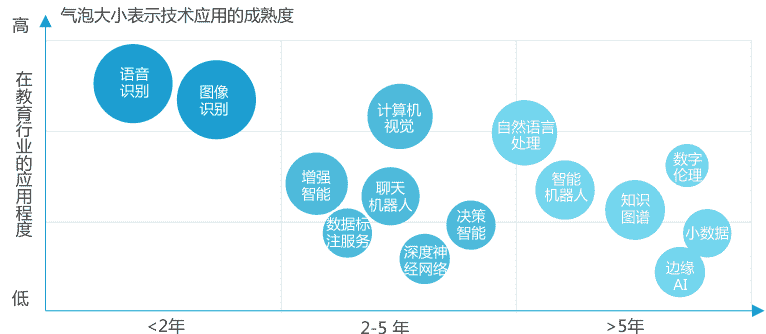 气泡大小表示技术应用的成熟度
高
在教育行业的应用程度
低
语音
识别
图像
识别
计算机
视觉
增强
智能
聊天
机器人
数据标
注服务
深度神
经网络
决策
智能
自然语言
处理
智能
机器人
知识
图谱
数字
伦理
小数据
边缘
AI
<2年
2-5 年
>5年